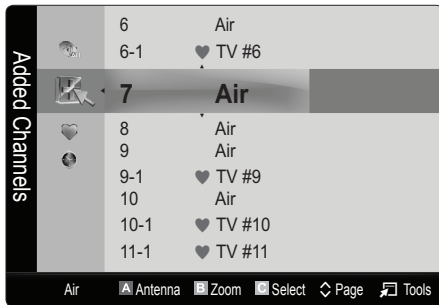 Added Channels
6 Air
6-1 ♥ TV #6
7 Air
8 Air
9 Air
9-1 ♥ TV #9
10 Air
10-1 ♥ TV #10
11-1 ♥ TV #11
Air A Antenna B Zoom C Select Page Tools